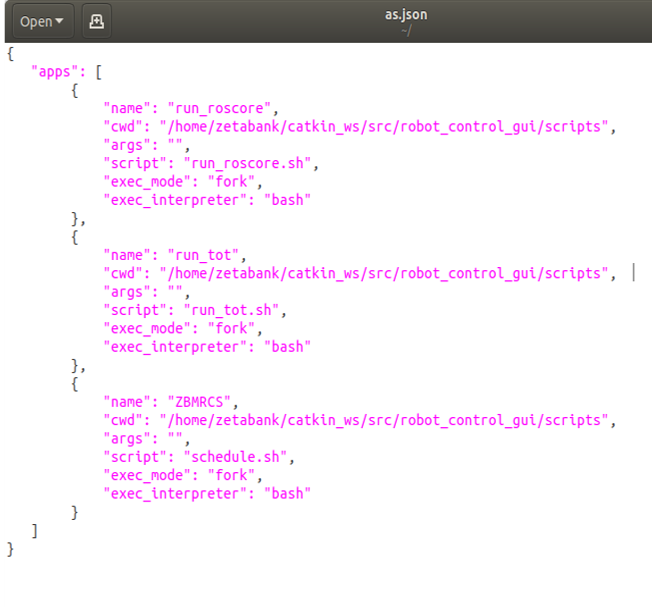 Open
as.json
~/
{
"apps": [
{
"name": "run_roscore",
"cwd": "/home/zetabank/catkin_ws/src/robot_control_gui/scripts",
"args": "",
"script": "run_roscore.sh",
"exec_mode": "fork",
"exec_interpreter": "bash"
},
{
"name": "run_tot",
"cwd": "/home/zetabank/catkin_ws/src/robot_control_gui/scripts",
"args": "",
"script": "run_tot.sh",
"exec_mode": "fork",
"exec_interpreter": "bash"
},
{
"name": "ZBMRCS",
"cwd": "/home/zetabank/catkin_ws/src/robot_control_gui/scripts",
"args": "",
"script": "schedule.sh",
"exec_mode": "fork",
"exec_interpreter": "bash"
}
]
}